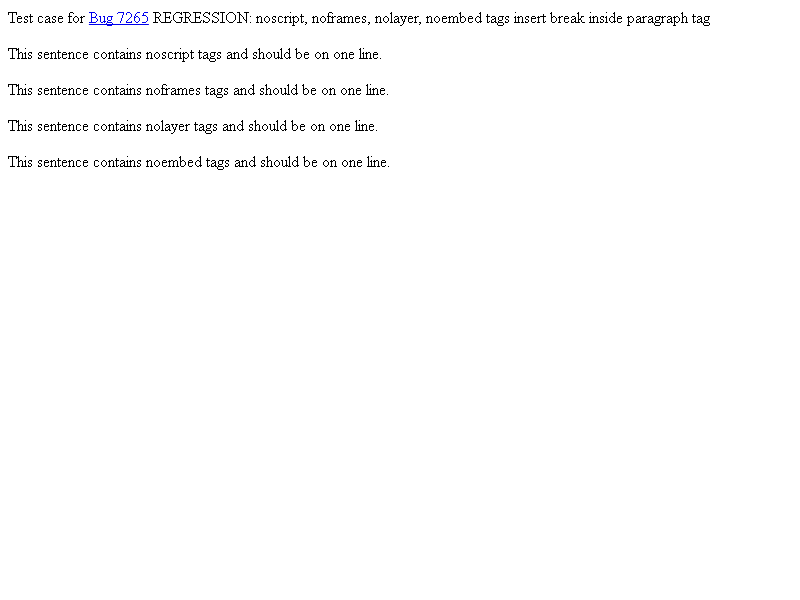 Test case for Bug 7265 REGRESSION: noscript, noframes, nolayer, noembed tags insert break inside paragraph tag
This sentence contains noscript tags and should be on one line.
This sentence contains noframes tags and should be on one line.
This sentence contains nolayer tags and should be on one line.
This sentence contains noembed tags and should be on one line.